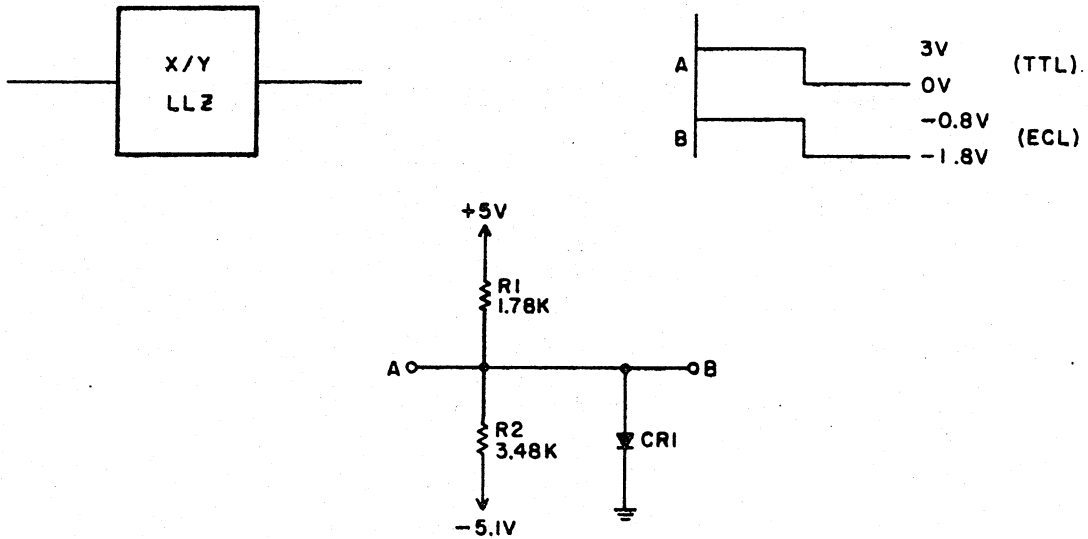 X/Y
LLZ
A
3V
(TTL).
0V
B
-0.8V
(ECL)
-1.8V
+5V
R1
1.78K
A
B
R2
3.48K
CR1
-5.1V